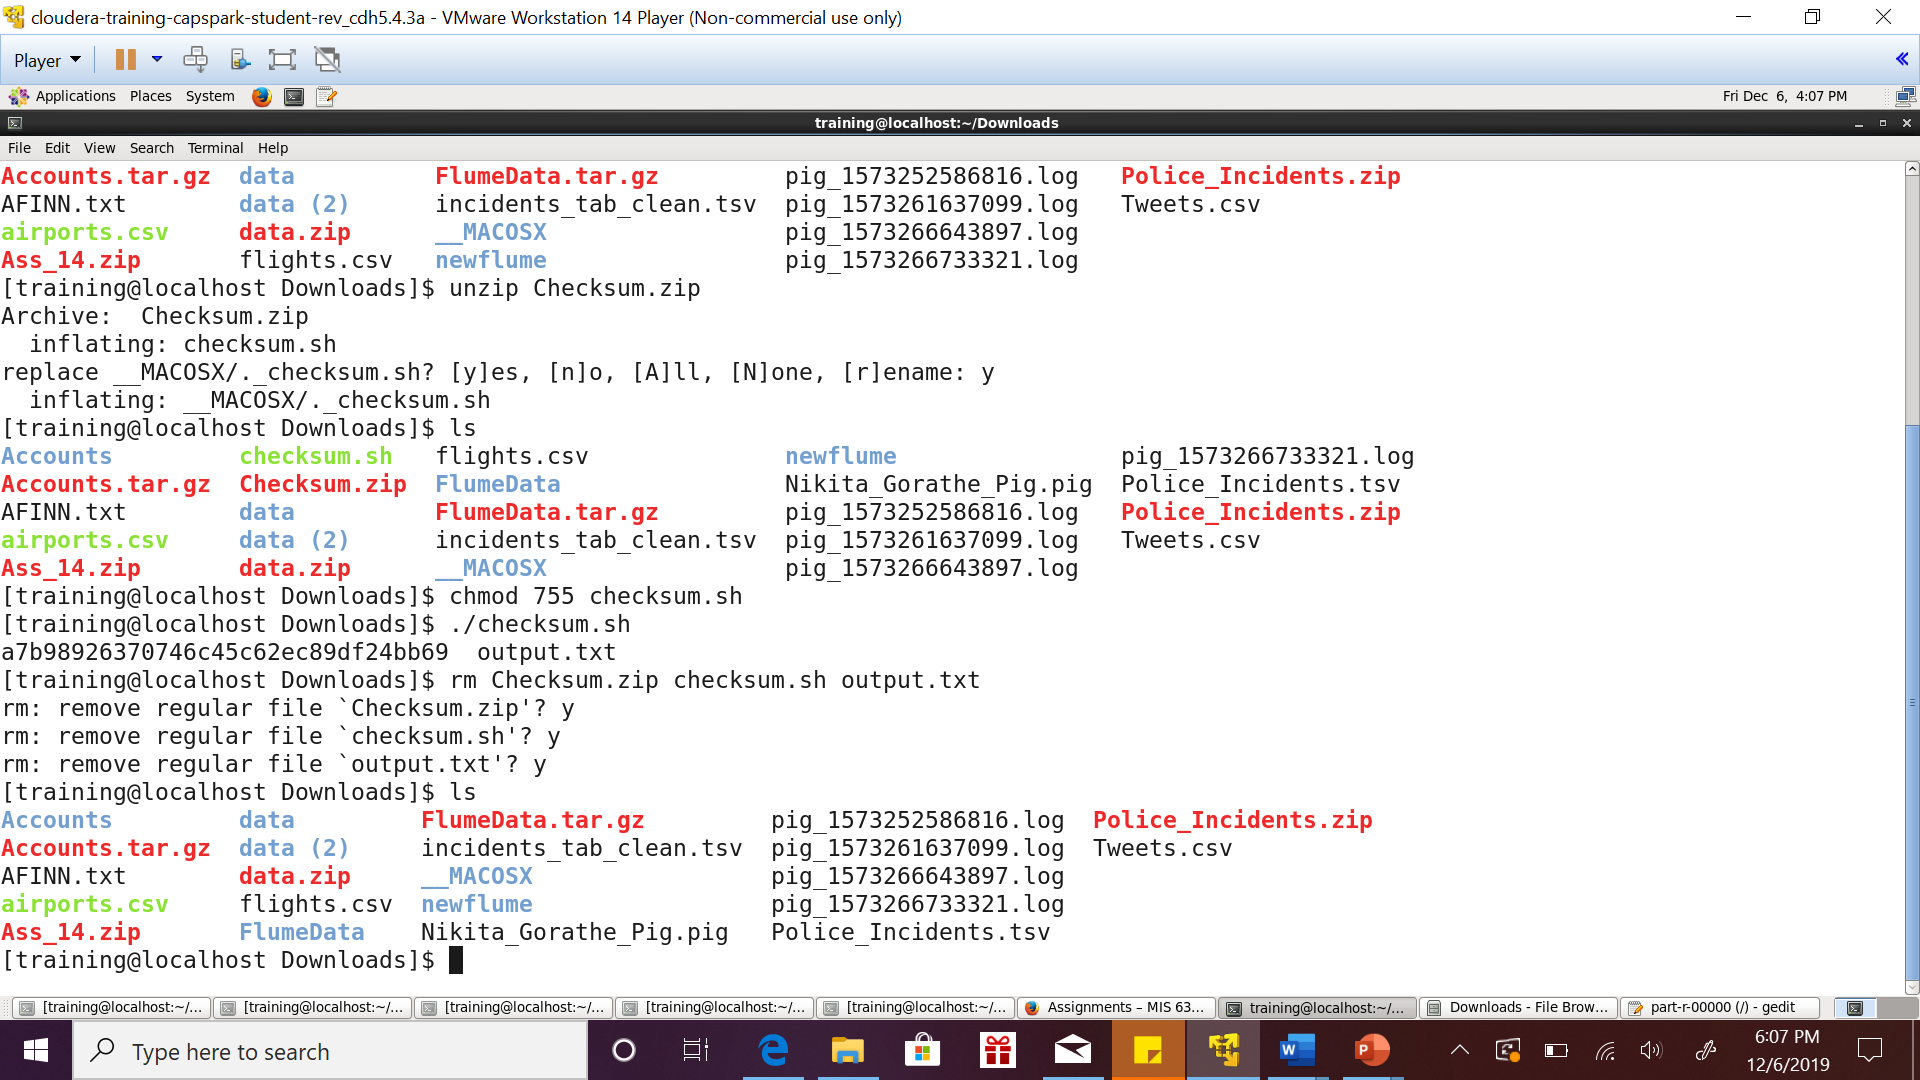 cloudera-training-capspark-student-rev_cdh5.4.3a - VMware Workstation 14 Player (Non-commercial use only)
Player
Applications Places System Fri Dec 6, 4:07 PM
training@localhost:~/Downloads
File Edit View Search Terminal Help
Accounts.tar.gz data FlumeData.tar.gz pig_1573252586816.log Police_Incidents.zip
AFINN.txt data (2) incidents_tab_clean.tsv pig_1573261637099.log Tweets.csv
airports.csv data.zip __MACOSX pig_1573266643897.log
Ass_14.zip flights.csv newflume pig_1573266733321.log
[training@localhost Downloads]$ unzip Checksum.zip
Archive:  Checksum.zip
  inflating: checksum.sh
replace __MACOSX/._checksum.sh? [y]es, [n]o, [A]ll, [N]one, [r]ename: y
  inflating: __MACOSX/._checksum.sh
[training@localhost Downloads]$ ls
Accounts checksum.sh flights.csv newflume pig_1573266733321.log
Accounts.tar.gz Checksum.zip FlumeData Nikita_Gorathe_Pig.pig Police_Incidents.tsv
AFINN.txt data FlumeData.tar.gz pig_1573252586816.log Police_Incidents.zip
airports.csv data (2) incidents_tab_clean.tsv pig_1573261637099.log Tweets.csv
Ass_14.zip data.zip __MACOSX pig_1573266643897.log
[training@localhost Downloads]$ chmod 755 checksum.sh
[training@localhost Downloads]$ ./checksum.sh
a7b98926370746c45c62ec89df24bb69  output.txt
[training@localhost Downloads]$ rm Checksum.zip checksum.sh output.txt
rm: remove regular file `Checksum.zip'? y
rm: remove regular file `checksum.sh'? y
rm: remove regular file `output.txt'? y
[training@localhost Downloads]$ ls
Accounts data FlumeData.tar.gz pig_1573252586816.log Police_Incidents.zip
Accounts.tar.gz data (2) incidents_tab_clean.tsv pig_1573261637099.log Tweets.csv
AFINN.txt data.zip __MACOSX pig_1573266643897.log
airports.csv flights.csv newflume pig_1573266733321.log
Ass_14.zip FlumeData Nikita_Gorathe_Pig.pig Police_Incidents.tsv
[training@localhost Downloads]$
[training@localhost:~/... [training@localhost:~/... [training@localhost:~/... [training@localhost:~/... [training@localhost:~/... Assignments – MIS 63... training@localhost:~/... Downloads - File Brow... part-r-00000 (/) - gedit
Type here to search 6:07 PM
12/6/2019